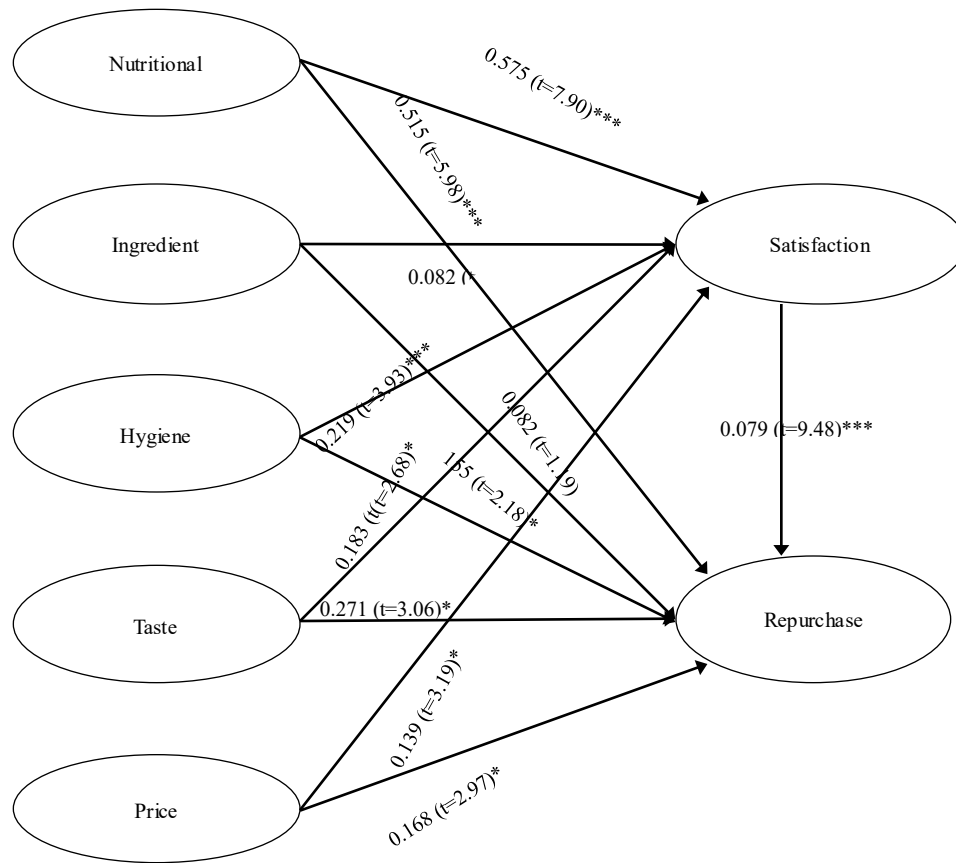 Nutritional
0.575 (t=7.90)***
0.515 (t=5.98)***
Ingredient
Satisfaction
0.082 (*
Hygiene
0.219 (t=3.93)***
0.082 (t=1.19)
0.079 (t=9.48)***
155 (t=2.18)*
0.183 (t(t=2.68)*
Taste
0.271 (t=3.06)*
Repurchase
0.139 (t=3.19)*
Price
0.168 (t=2.97)*